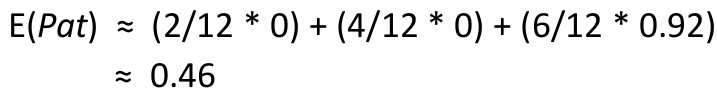 E(Pat) ≈ (2/12 * 0) + (4/12 * 0) + (6/12 * 0.92)
≈ 0.46